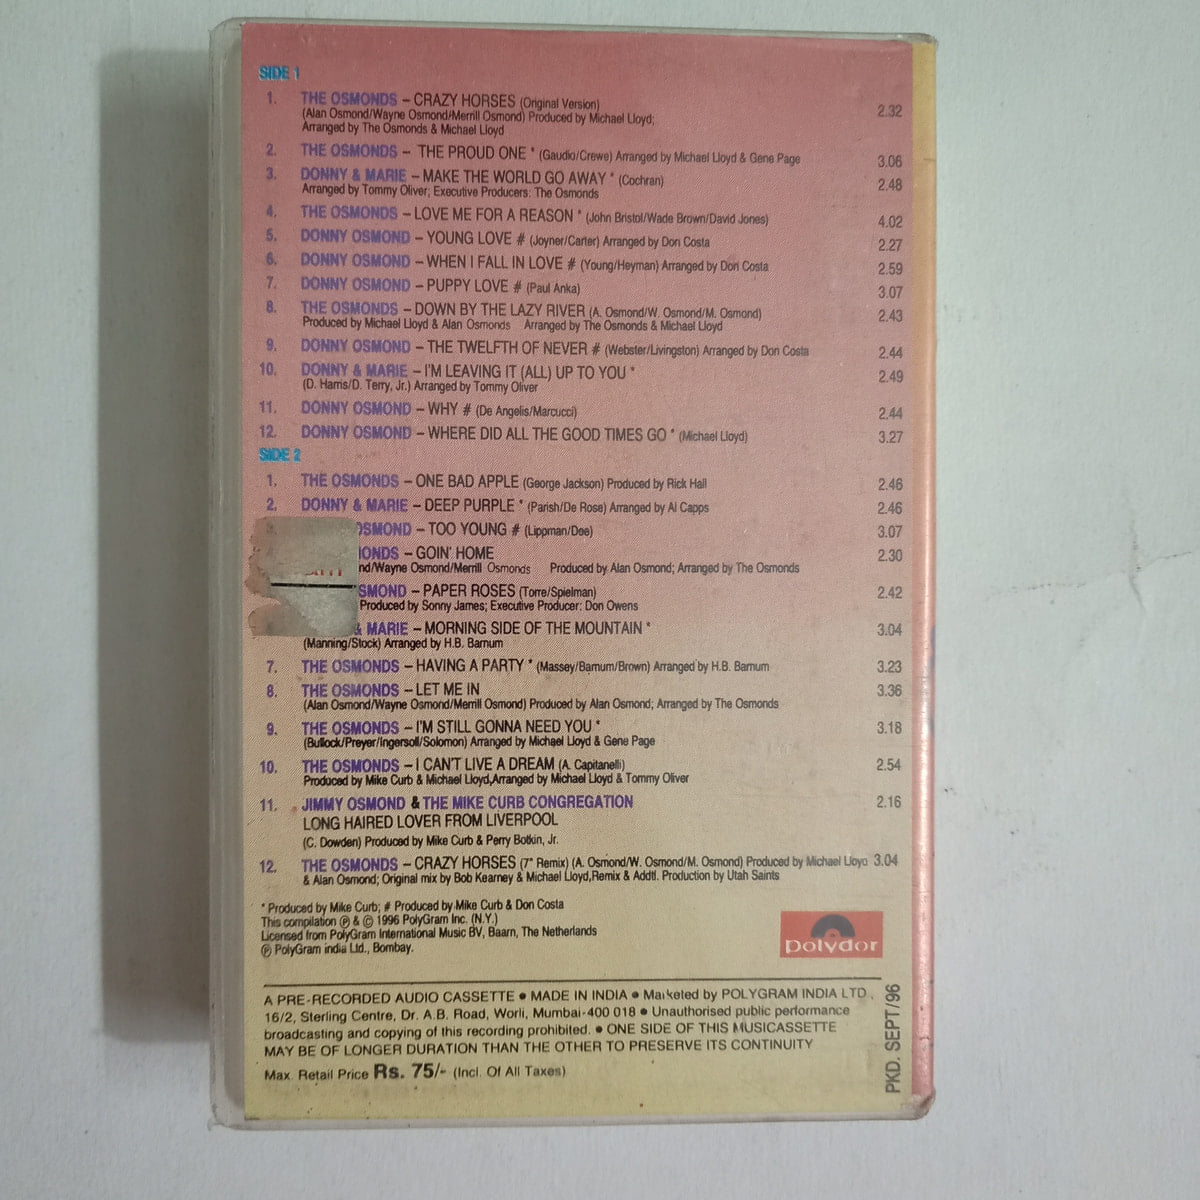 SIDE 1
1. THE OSMONDS – CRAZY HORSES (Original Version) 2.32
(Alan Osmond/Wayne Osmond/Merrill Osmond) Produced by Michael Lloyd;
Arranged by The Osmonds & Michael Lloyd
2. THE OSMONDS – THE PROUD ONE * (Gaudio/Crewe) Arranged by Michael Lloyd & Gene Page 3.06
3. DONNY & MARIE – MAKE THE WORLD GO AWAY * (Cochran) 2.48
Arranged by Tommy Oliver; Executive Producers: The Osmonds
4. THE OSMONDS – LOVE ME FOR A REASON * (John Bristol/Wade Brown/David Jones) 4.02
5. DONNY OSMOND – YOUNG LOVE # (Joyner/Carter) Arranged by Don Costa 2.27
6. DONNY OSMOND – WHEN I FALL IN LOVE # (Young/Heyman) Arranged by Don Costa 2.59
7. DONNY OSMOND – PUPPY LOVE # (Paul Anka) 3.07
8. THE OSMONDS – DOWN BY THE LAZY RIVER (A. Osmond/W. Osmond/M. Osmond) 2.43
Produced by Michael Lloyd & Alan Osmonds Arranged by The Osmonds & Michael Lloyd
9. DONNY OSMOND – THE TWELFTH OF NEVER # (Webster/Livingston) Arranged by Don Costa 2.44
10. DONNY & MARIE – I'M LEAVING IT (ALL) UP TO YOU * 2.49
(D. Harris/D. Terry, Jr.) Arranged by Tommy Oliver
11. DONNY OSMOND – WHY # (De Angelis/Marcucci) 2.44
12. DONNY OSMOND – WHERE DID ALL THE GOOD TIMES GO * (Michael Lloyd) 3.27
SIDE 2
1. THE OSMONDS – ONE BAD APPLE (George Jackson) Produced by Rick Hall 2.46
2. DONNY & MARIE – DEEP PURPLE * (Parish/De Rose) Arranged by Al Capps 2.46
3. OSMOND – TOO YOUNG # (Lippman/Dee) 3.07
MONDS – GOIN' HOME 2.30
nd/Wayne Osmond/Merrill Osmonds Produced by Alan Osmond; Arranged by The Osmonds
SMOND – PAPER ROSES (Torre/Spielman) 2.42
Produced by Sonny James; Executive Producer: Don Owens
& MARIE – MORNING SIDE OF THE MOUNTAIN * 3.04
(Manning/Stock) Arranged by H.B. Barnum
7. THE OSMONDS – HAVING A PARTY * (Massey/Barnum/Brown) Arranged by H.B. Barnum 3.23
8. THE OSMONDS – LET ME IN 3.36
(Alan Osmond/Wayne Osmond/Merrill Osmond) Produced by Alan Osmond; Arranged by The Osmonds
9. THE OSMONDS – I'M STILL GONNA NEED YOU * 3.18
(Bullock/Preyer/Ingersoll/Solomon) Arranged by Michael Lloyd & Gene Page
10. THE OSMONDS – I CAN'T LIVE A DREAM (A. Capitanelli) 2.54
Produced by Mike Curb & Michael Lloyd,Arranged by Michael Lloyd & Tommy Oliver
11. JIMMY OSMOND & THE MIKE CURB CONGREGATION 2.16
LONG HAIRED LOVER FROM LIVERPOOL
(C. Dowden) Produced by Mike Curb & Perry Botkin, Jr.
12. THE OSMONDS – CRAZY HORSES (7" Remix) (A. Osmond/W. Osmond/M. Osmond) Produced by Michael Lloyd 3.04
& Alan Osmond; Original mix by Bob Kearney & Michael Lloyd,Remix & Addtl. Production by Utah Saints
* Produced by Mike Curb; # Produced by Mike Curb & Don Costa
This compilation ℗ & © 1996 PolyGram Inc. (N.Y.)
Licensed from PolyGram International Music BV, Baarn, The Netherlands
℗ PolyGram india Ltd., Bombay.
Polydor
A PRE-RECORDED AUDIO CASSETTE ● MADE IN INDIA ● Marketed by POLYGRAM INDIA LTD.
16/2, Sterling Centre, Dr. A.B. Road, Worli, Mumbai-400 018 ● Unauthorised public performance
broadcasting and copying of this recording prohibited. ● ONE SIDE OF THIS MUSICASSETTE
MAY BE OF LONGER DURATION THAN THE OTHER TO PRESERVE ITS CONTINUITY
Max. Retail Price Rs. 75/- (Incl. Of All Taxes)
PKD. SEPT/96